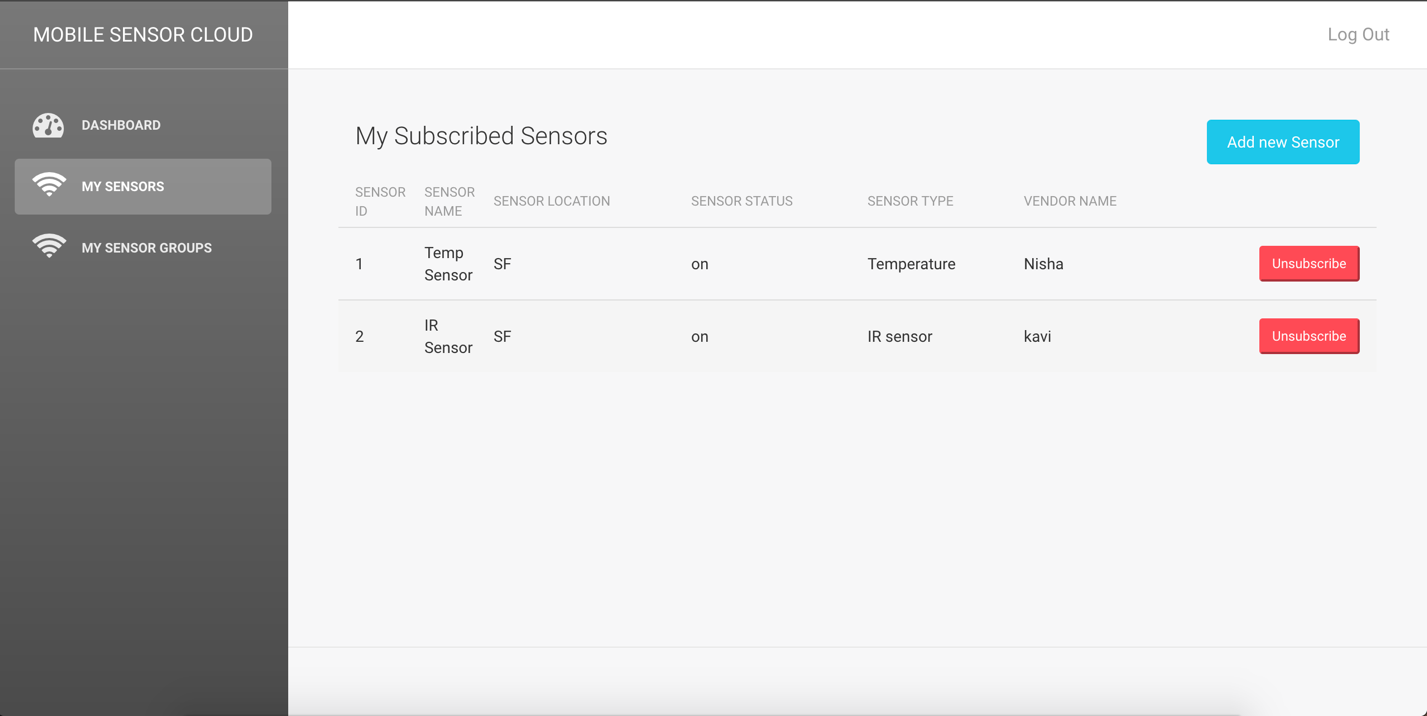 MOBILE SENSOR CLOUD
Log Out
DASHBOARD
MY SENSORS
MY SENSOR GROUPS
My Subscribed Sensors
Add new Sensor
SENSOR ID SENSOR NAME SENSOR LOCATION SENSOR STATUS SENSOR TYPE VENDOR NAME
1 Temp Sensor SF on Temperature Nisha Unsubscribe
2 IR Sensor SF on IR sensor kavi Unsubscribe